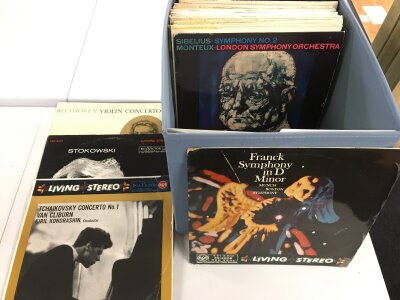 SIBELIUS·SYMPHONY NO.2
MONTEUX·LONDON SYMPHONY ORCHESTRA
BEETHOVEN VIOLIN CONCERTO
STOKOWSKI
LIVING STEREO
TCHAIKOVSKY CONCERTO No.1
VAN CLIBURN
KIRIL KONDRASHIN, Conductor
Franck
Symphony in D
Minor
MUNCH
BOSTON
SYMPHONY
LIVING STEREO